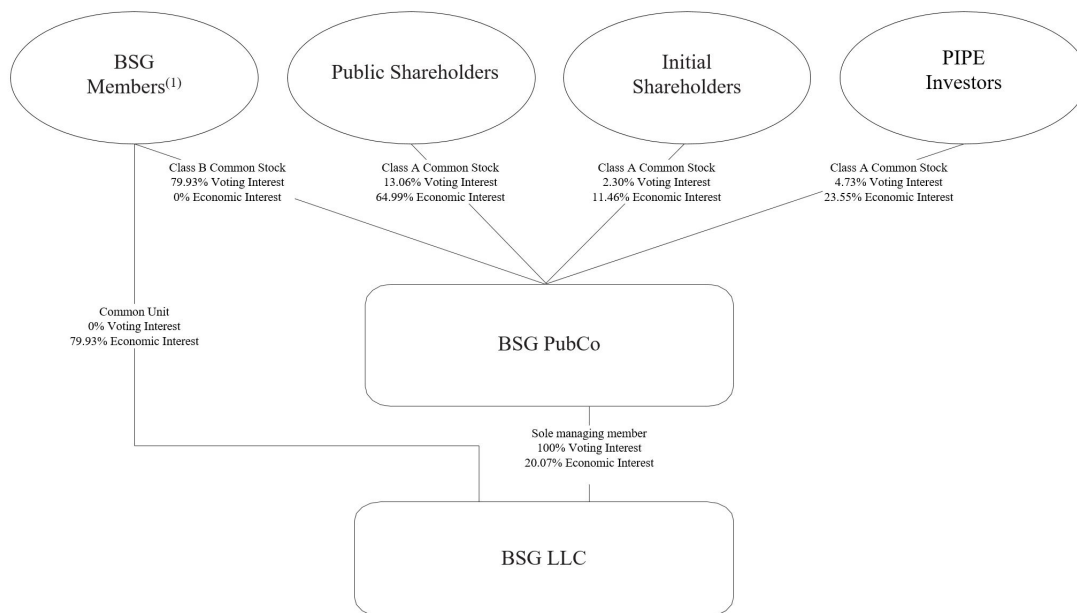 BSG
Members(1)
Public Shareholders
Initial
Shareholders
PIPE
Investors
Class B Common Stock
79.93% Voting Interest
0% Economic Interest
Class A Common Stock
13.06% Voting Interest
64.99% Economic Interest
Class A Common Stock
2.30% Voting Interest
11.46% Economic Interest
Class A Common Stock
4.73% Voting Interest
23.55% Economic Interest
Common Unit
0% Voting Interest
79.93% Economic Interest
BSG PubCo
Sole managing member
100% Voting Interest
20.07% Economic Interest
BSG LLC